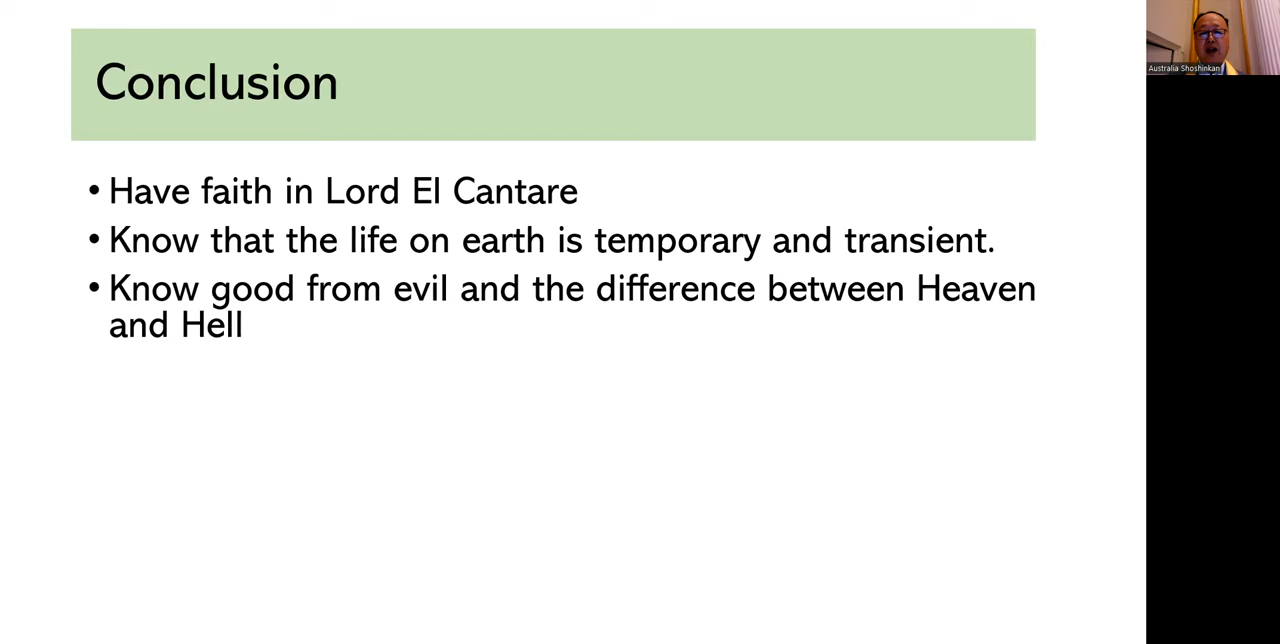 Conclusion
• Have faith in Lord El Cantare
• Know that the life on earth is temporary and transient.
• Know good from evil and the difference between Heaven
and Hell
Australia Shoshinkan